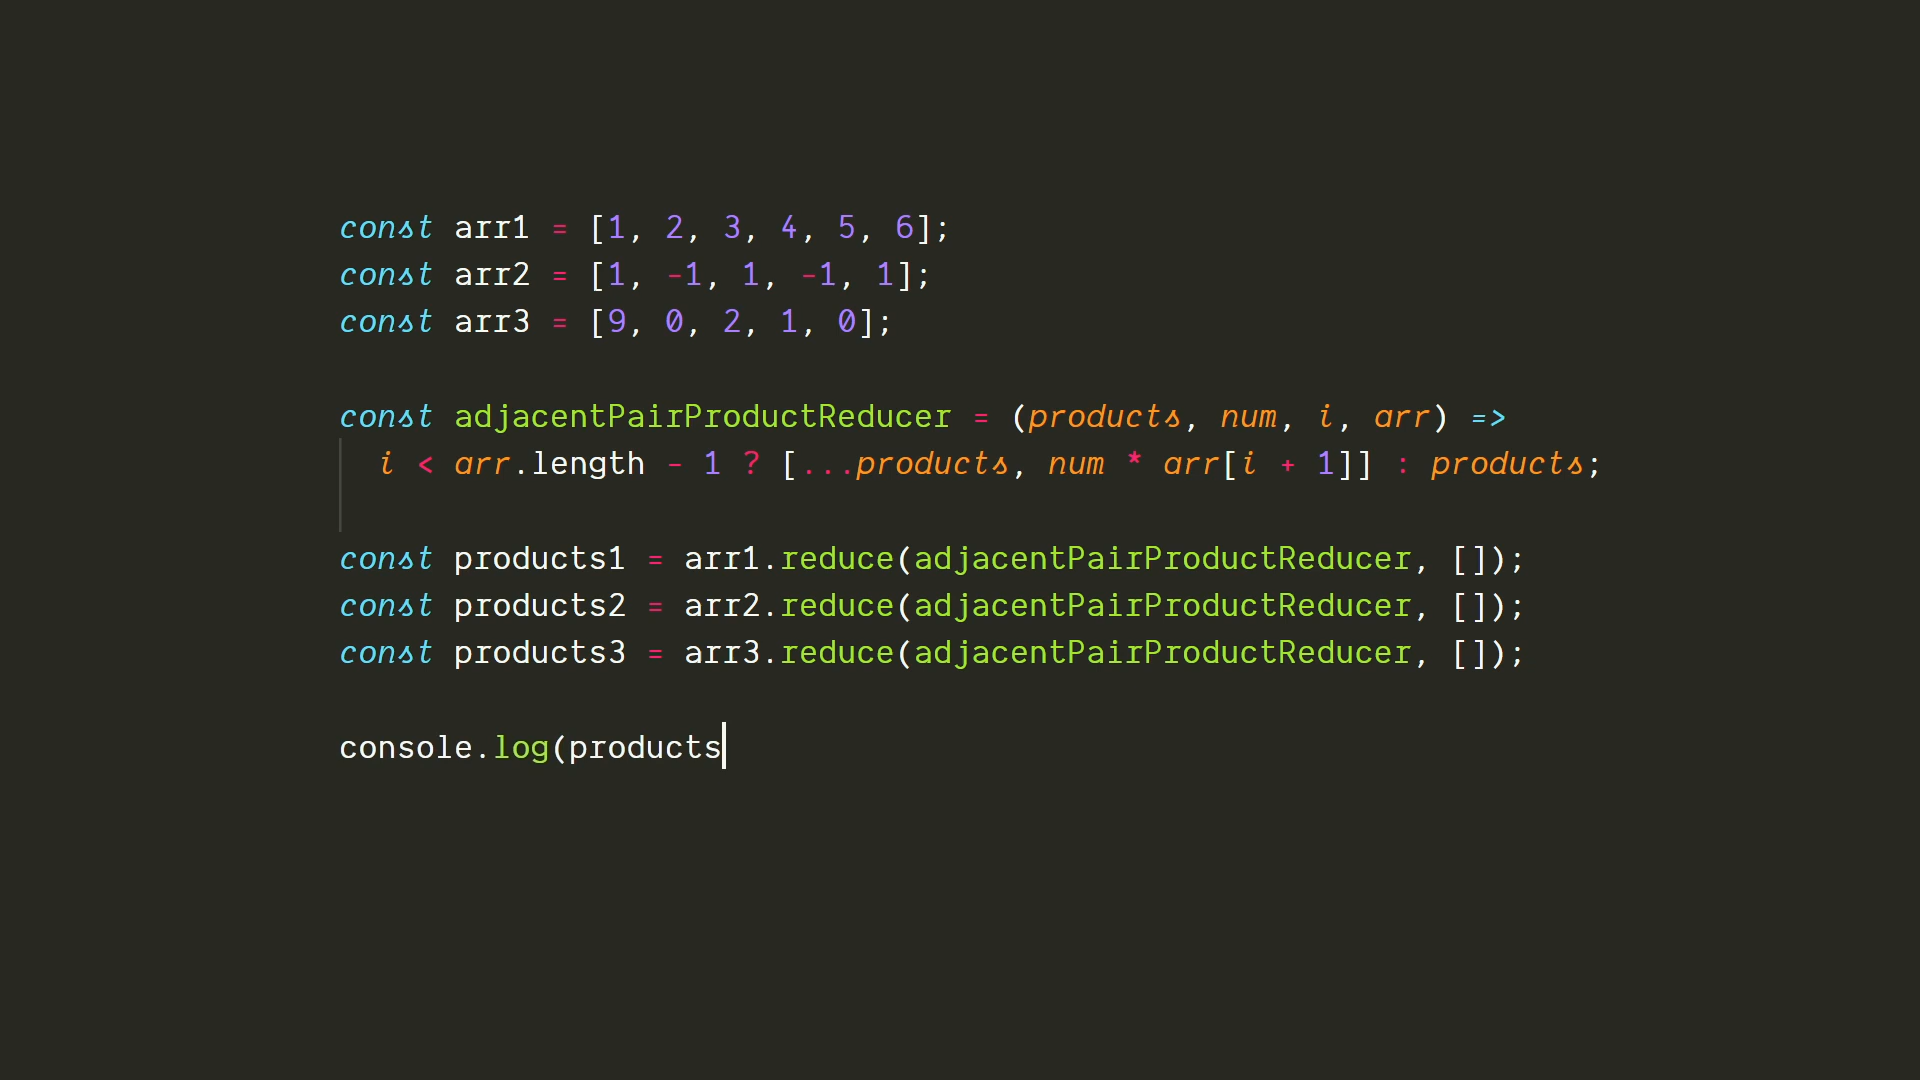 const arr1 = [1, 2, 3, 4, 5, 6];
const arr2 = [1, -1, 1, -1, 1];
const arr3 = [9, 0, 2, 1, 0];
const adjacentPairProductReducer = (products, num, i, arr) =>
  i < arr.length - 1 ? [...products, num * arr[i + 1]] : products;
const products1 = arr1.reduce(adjacentPairProductReducer, []);
const products2 = arr2.reduce(adjacentPairProductReducer, []);
const products3 = arr3.reduce(adjacentPairProductReducer, []);
console.log(products